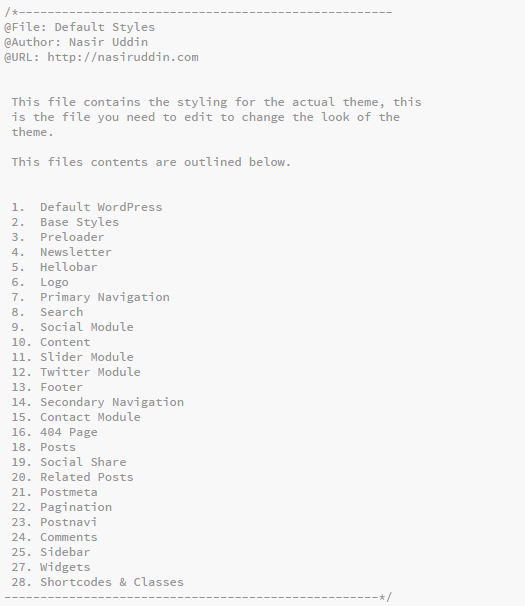 /*----------------------------------------------------
@File: Default Styles
@Author: Nasir Uddin
@URL: http://nasiruddin.com
This file contains the styling for the actual theme, this
is the file you need to edit to change the look of the
theme.
This files contents are outlined below.
1.  Default WordPress
2.  Base Styles
3.  Preloader
4.  Newsletter
5.  Hellobar
6.  Logo
7.  Primary Navigation
8.  Search
9.  Social Module
10. Content
11. Slider Module
12. Twitter Module
13. Footer
14. Secondary Navigation
15. Contact Module
16. 404 Page
18. Posts
19. Social Share
20. Related Posts
21. Postmeta
22. Pagination
23. Postnavi
24. Comments
25. Sidebar
27. Widgets
28. Shortcodes & Classes
----------------------------------------------------*/